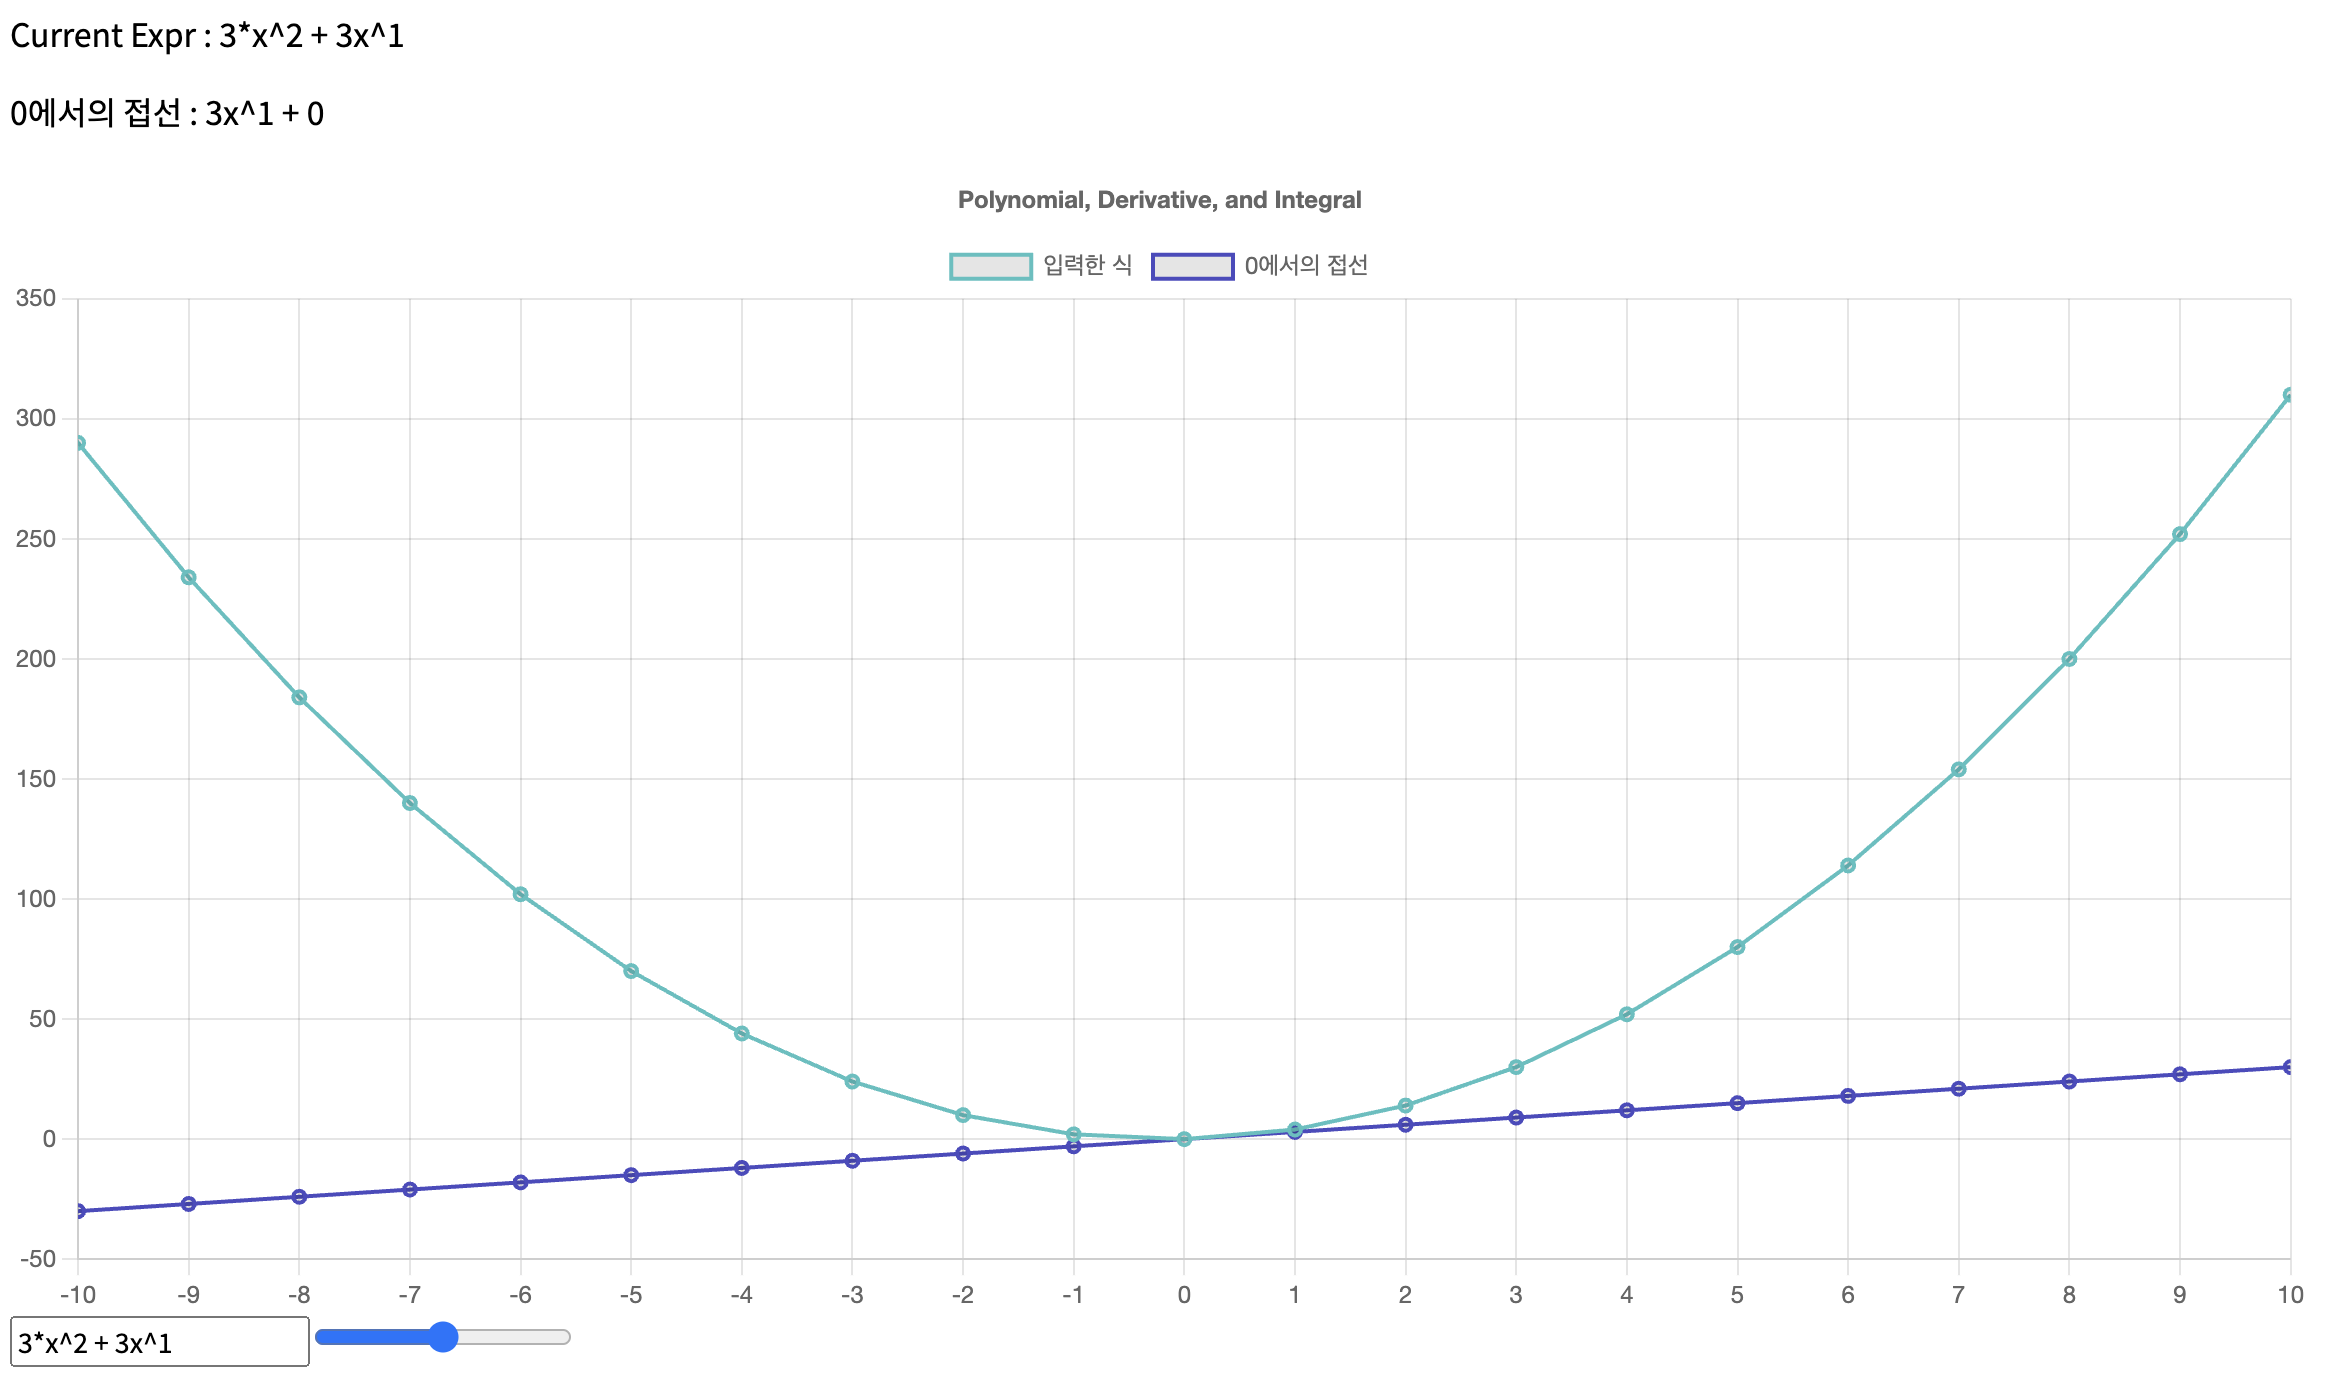 Current Expr : 3*x^2 + 3x^1
0에서의 접선 : 3x^1 + 0
Polynomial, Derivative, and Integral
입력한 식 0에서의 접선
350
300
250
200
150
100
50
0
-50
-10 -9 -8 -7 -6 -5 -4 -3 -2 -1 0 1 2 3 4 5 6 7 8 9 10
3*x^2 + 3x^1